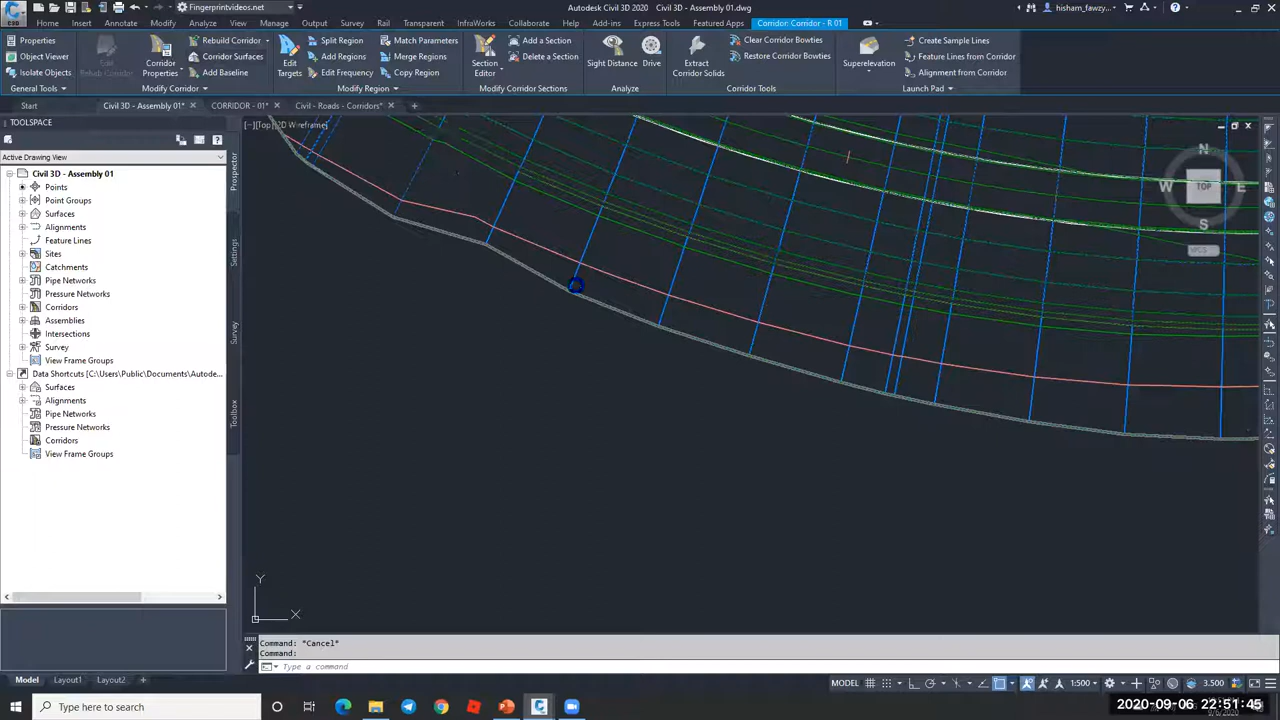 Fingerprintvideos.net
Autodesk Civil 3D 2020 Civil 3D - Assembly 01.dwg
hisham_fawzy...
Home Insert Annotate Modify Analyze View Manage Output Survey Rail Transparent InfraWorks Collaborate Help Add-ins Express Tools Featured Apps Corridor: Corridor - R 01
Properties
Object Viewer
Isolate Objects
General Tools
Edit Rehab Corridor
Corridor Properties
Rebuild Corridor
Corridor Surfaces
Add Baseline
Modify Corridor
Edit Targets
Split Region
Add Regions
Edit Frequency
Match Parameters
Merge Regions
Copy Region
Modify Region
Section Editor
Add a Section
Delete a Section
Modify Corridor Sections
Sight Distance
Drive
Analyze
Extract Corridor Solids
Clear Corridor Bowties
Restore Corridor Bowties
Corridor Tools
Superelevation
Create Sample Lines
Feature Lines from Corridor
Alignment from Corridor
Launch Pad
Start Civil 3D - Assembly 01* CORRIDOR - 01* Civil - Roads - Corridors*
TOOLSPACE
Active Drawing View
Civil 3D - Assembly 01
Points
Point Groups
Surfaces
Alignments
Feature Lines
Sites
Catchments
Pipe Networks
Pressure Networks
Corridors
Assemblies
Intersections
Survey
View Frame Groups
Data Shortcuts [C:\Users\Public\Documents\Autode...
Surfaces
Alignments
Pipe Networks
Pressure Networks
Corridors
View Frame Groups
Prospector
Settings
Survey
Toolbox
[−][Top][2D Wireframe]
N
W TOP E
S
WCS
Y
X
Command: *Cancel*
Command:
Type a command
Model Layout1 Layout2
MODEL 1:500 3.500
Type here to search
2020-09-06 22:51:45